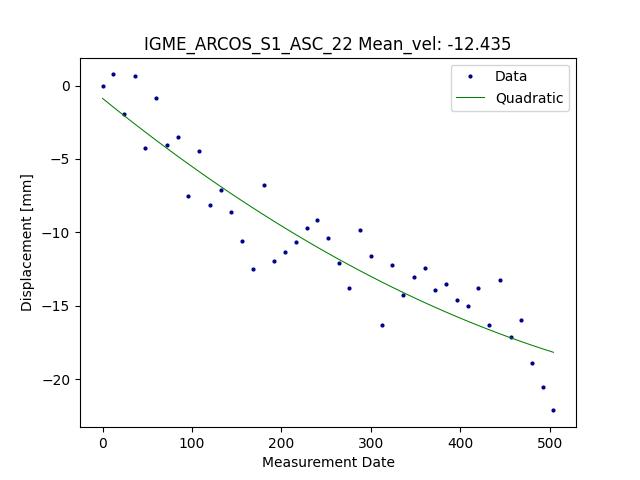 IGME_ARCOS_S1_ASC_22 Mean_vel: -12.435
Data
Quadratic
0
−5
−10
−15
−20
Displacement [mm]
0 100 200 300 400 500
Measurement Date